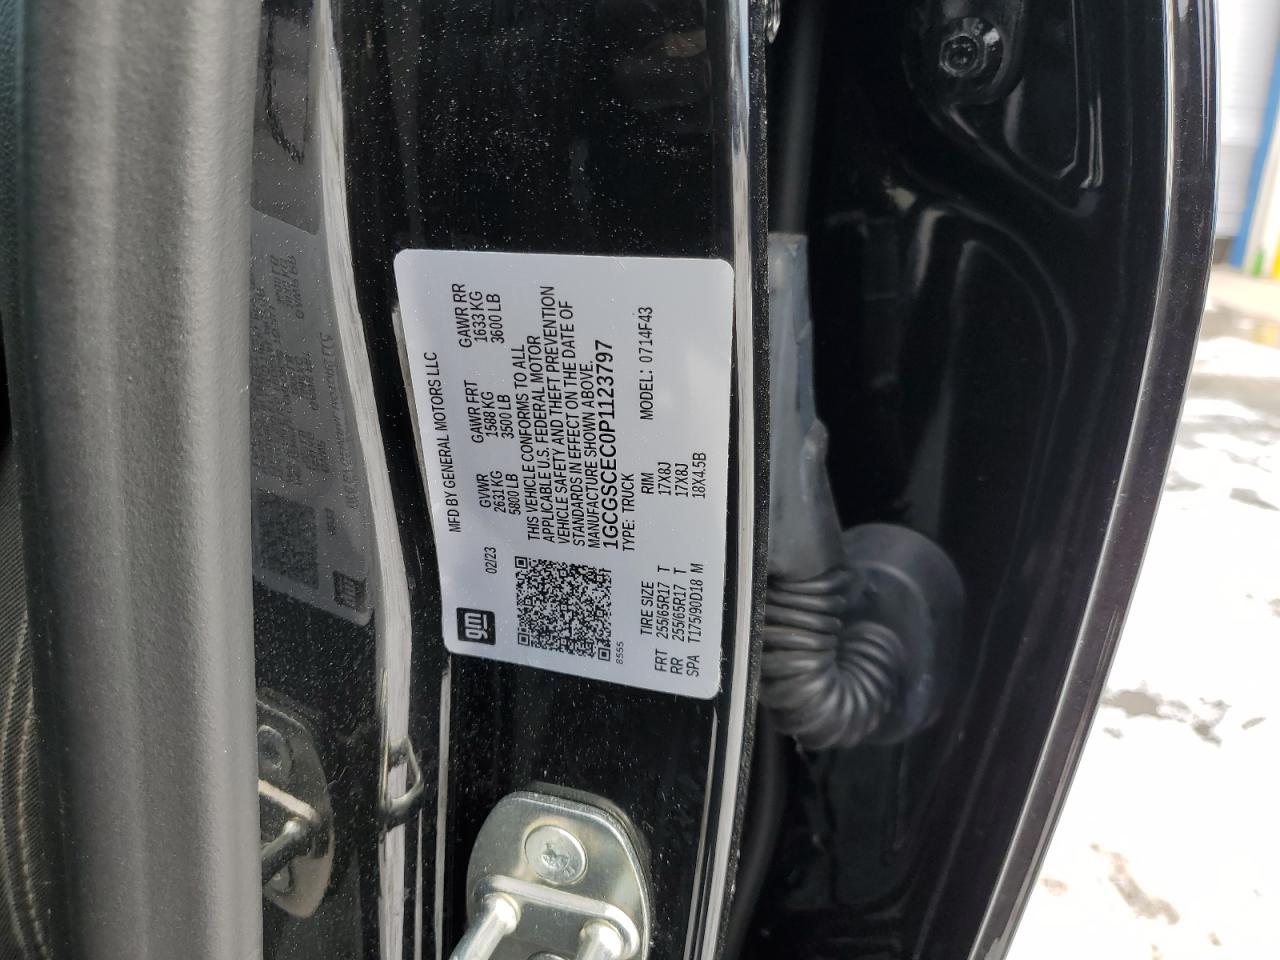 MFD BY GENERAL MOTORS LLC
02/23
GVWR GAWR FRT GAWR RR
2631 KG 1588 KG 1633 KG
5800 LB 3500 LB 3600 LB
THIS VEHICLE CONFORMS TO ALL
APPLICABLE U.S. FEDERAL MOTOR
VEHICLE SAFETY AND THEFT PREVENTION
STANDARDS IN EFFECT ON THE DATE OF
MANUFACTURE SHOWN ABOVE.
1GCGSCEC0P1123797
TYPE: TRUCK
gm
8555
TIRE SIZE RIM MODEL: 0714F43
FRT 255/65R17 T 17X8J
RR 255/65R17 T 17X8J
SPA T175/90D18 M 18X4.5B